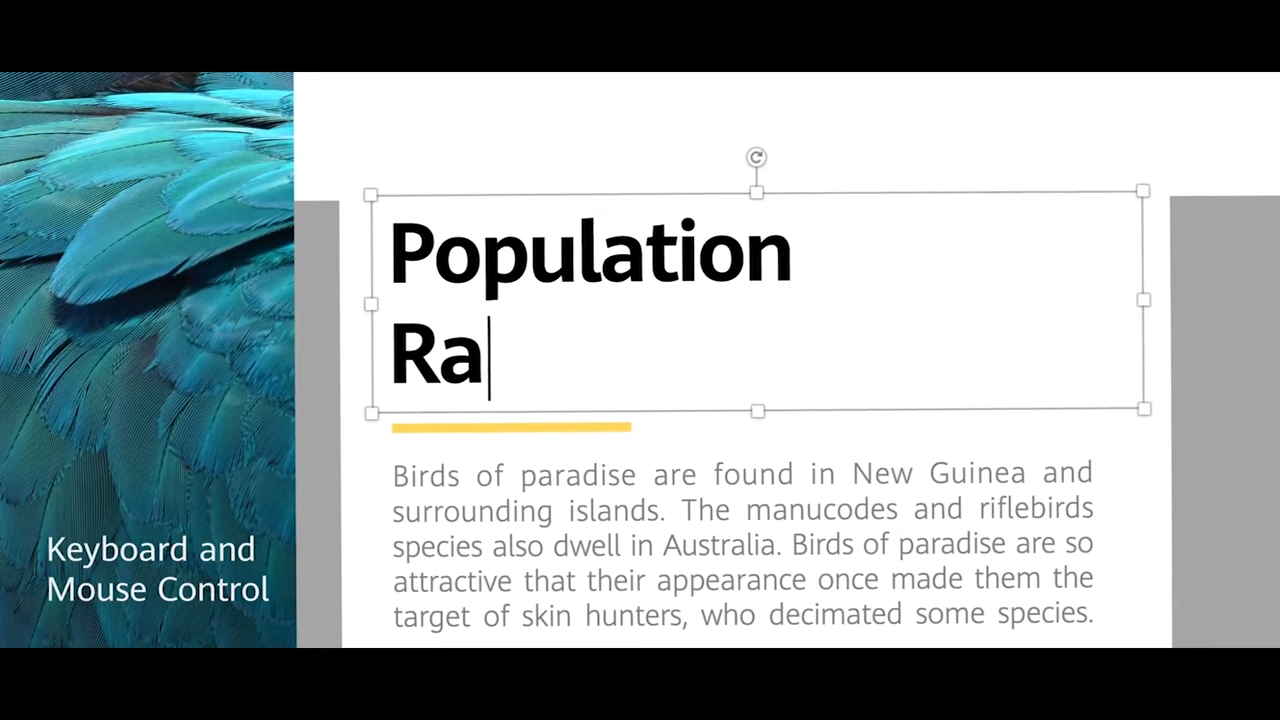 Population
Ra
Birds of paradise are found in New Guinea and
surrounding islands. The manucodes and riflebirds
species also dwell in Australia. Birds of paradise are so
attractive that their appearance once made them the
target of skin hunters, who decimated some species.
Keyboard and
Mouse Control